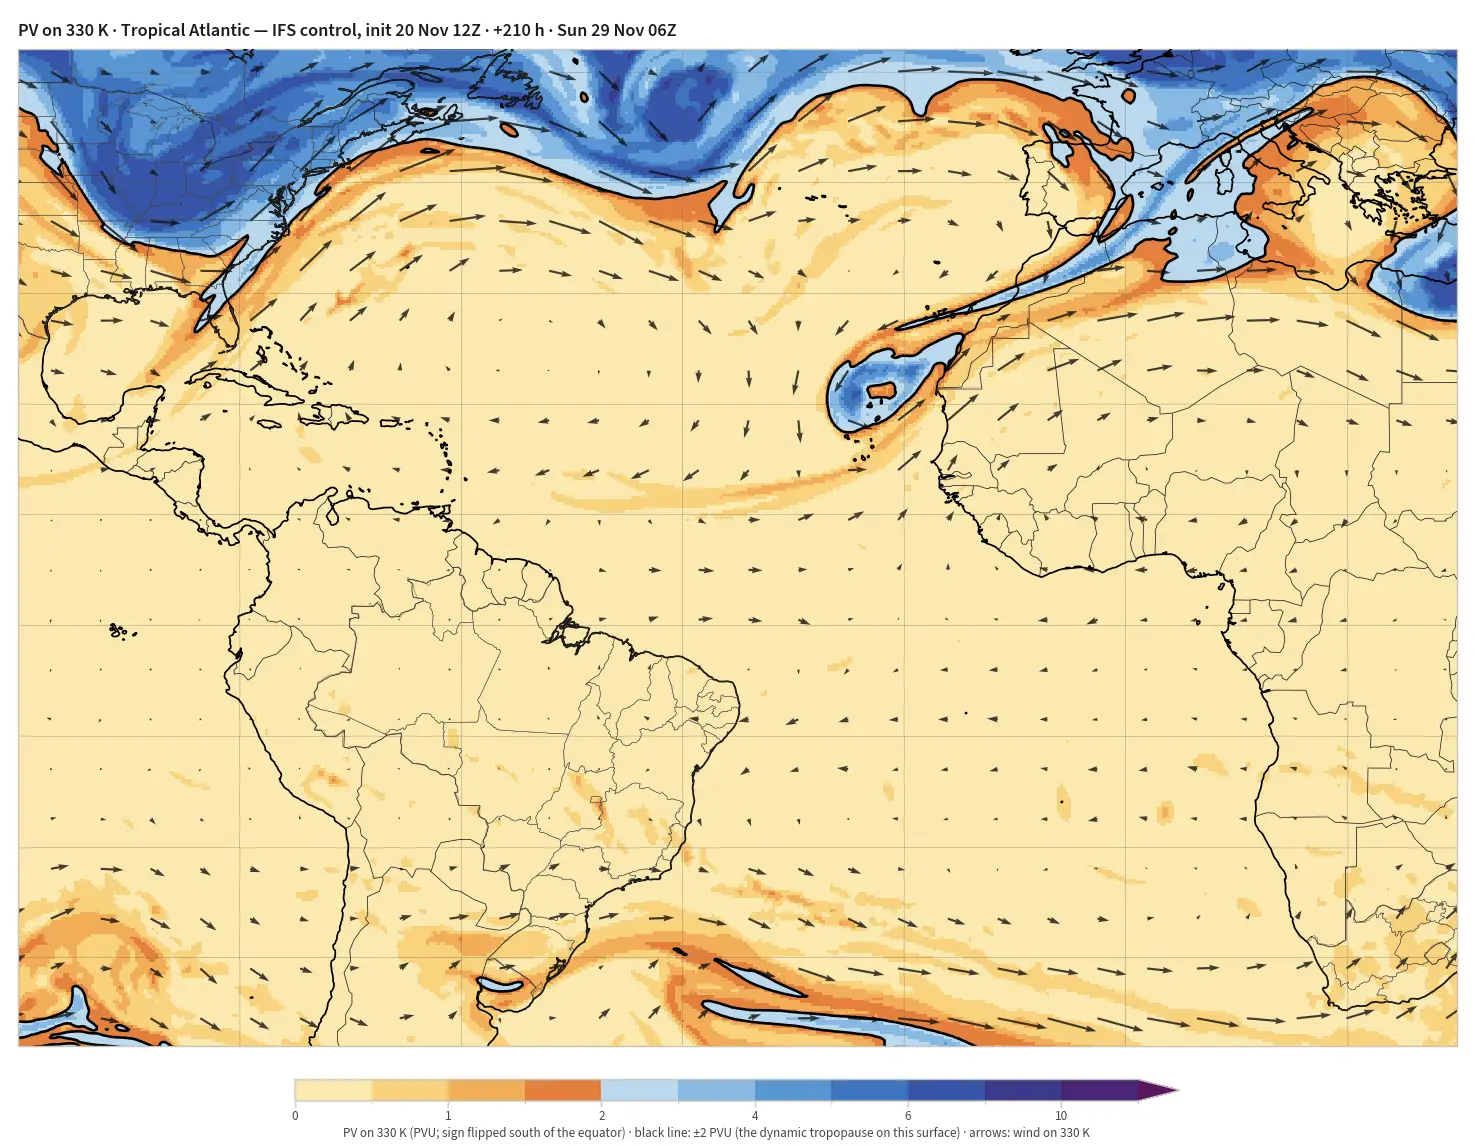 PV on 330 K · Tropical Atlantic — IFS control, init 20 Nov 12Z · +210 h · Sun 29 Nov 06Z
0 1 2 4 6 10
PV on 330 K (PVU; sign flipped south of the equator) · black line: ±2 PVU (the dynamic tropopause on this surface) · arrows: wind on 330 K